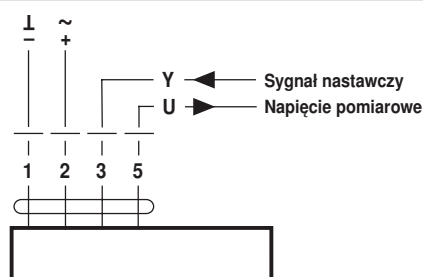 ⊥ ~
– +
Y Sygnał nastawczy
U Napięcie pomiarowe
1 2 3 5